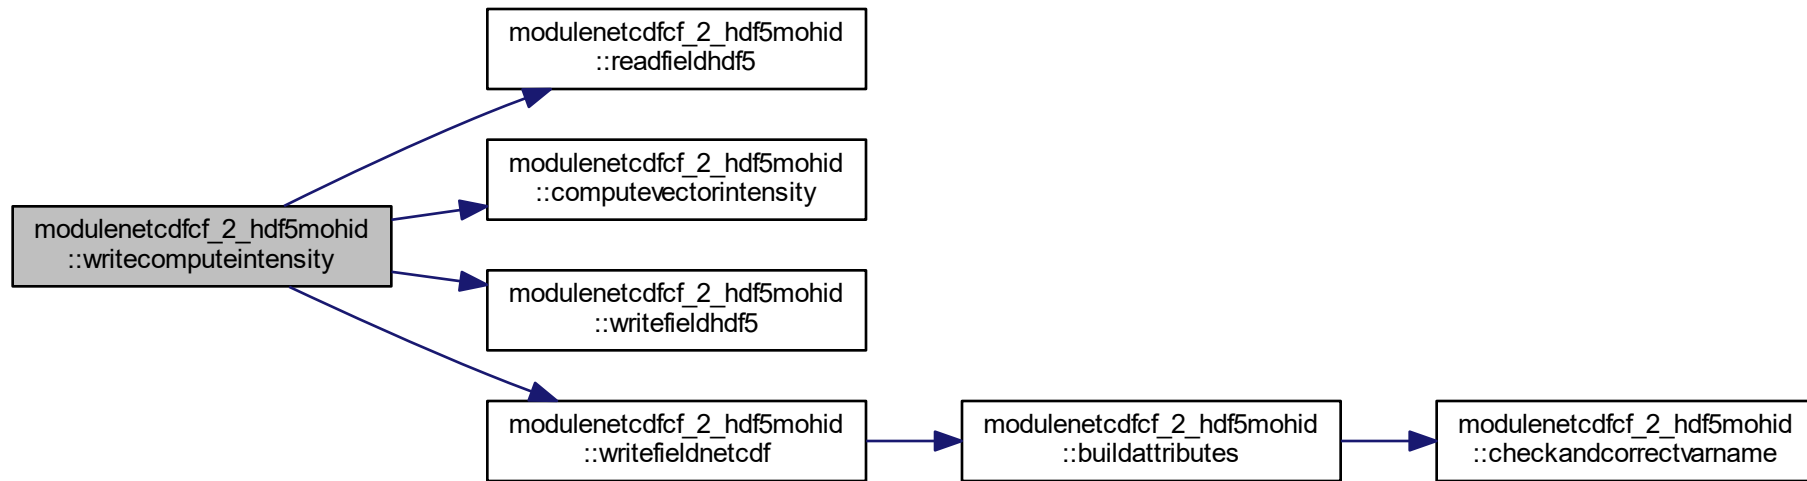 modulenetcdfcf_2_hdf5mohid
::writecomputeintensity
modulenetcdfcf_2_hdf5mohid
::readfieldhdf5
modulenetcdfcf_2_hdf5mohid
::computevectorintensity
modulenetcdfcf_2_hdf5mohid
::writefieldhdf5
modulenetcdfcf_2_hdf5mohid
::writefieldnetcdf
modulenetcdfcf_2_hdf5mohid
::buildattributes
modulenetcdfcf_2_hdf5mohid
::checkandcorrectvarname